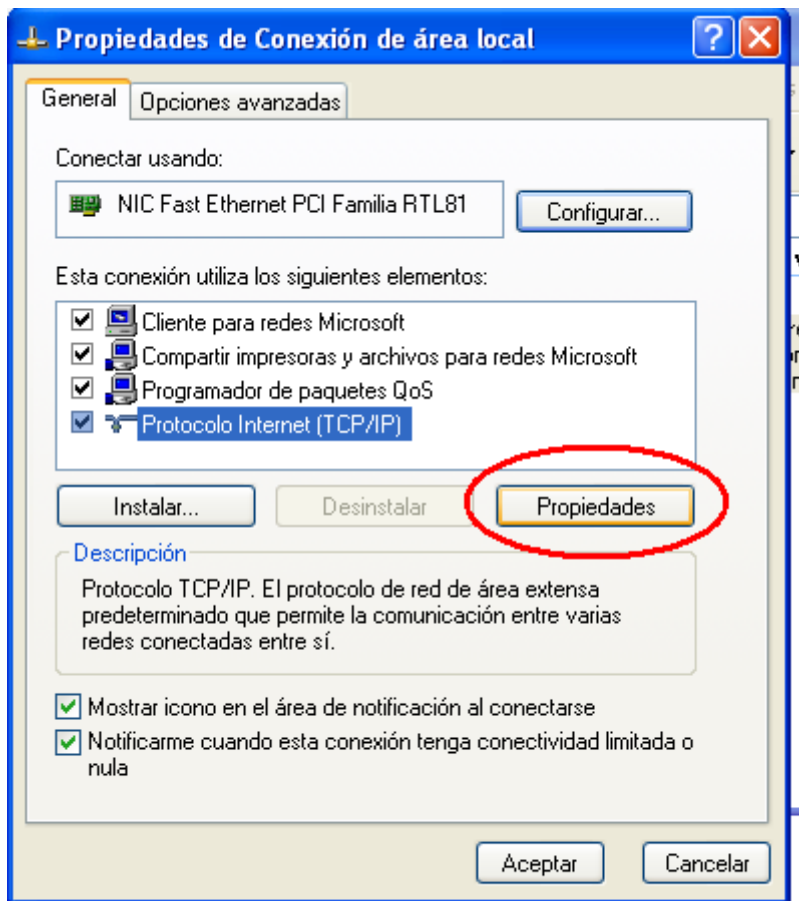 Propiedades de Conexión de área local
General
Opciones avanzadas
Conectar usando:
NIC Fast Ethernet PCI Familia RTL81
Configurar...
Esta conexión utiliza los siguientes elementos:
Cliente para redes Microsoft
Compartir impresoras y archivos para redes Microsoft
Programador de paquetes QoS
Protocolo Internet (TCP/IP)
Instalar...
Desinstalar
Propiedades
Descripción
Protocolo TCP/IP. El protocolo de red de área extensa
predeterminado que permite la comunicación entre varias
redes conectadas entre sí.
Mostrar icono en el área de notificación al conectarse
Notificarme cuando esta conexión tenga conectividad limitada o
nula
Aceptar
Cancelar